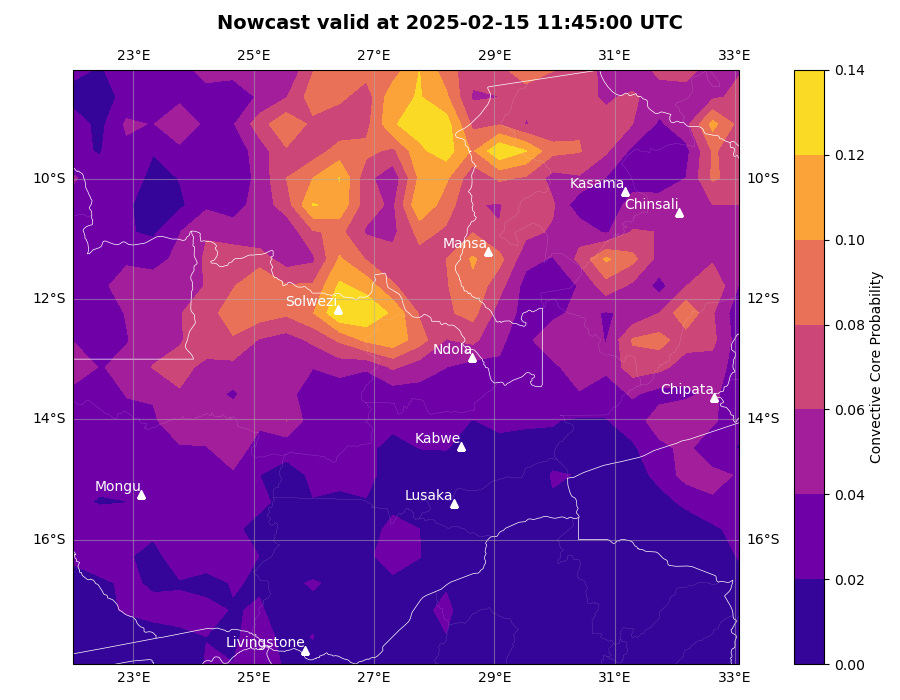 Nowcast valid at 2025-02-15 11:45:00 UTC
23°E 25°E 27°E 29°E 31°E 33°E
0.14
0.12
10°S Kasama 10°S
Chinsali
Mansa 0.10
12°S Solwezi 12°S
0.08
Ndola
Chipata
14°S 14°S 0.06
Kabwe
Mongu Lusaka
0.04
16°S 16°S
0.02
Livingstone
0.00
23°E 25°E 27°E 29°E 31°E 33°E
Convective Core Probability